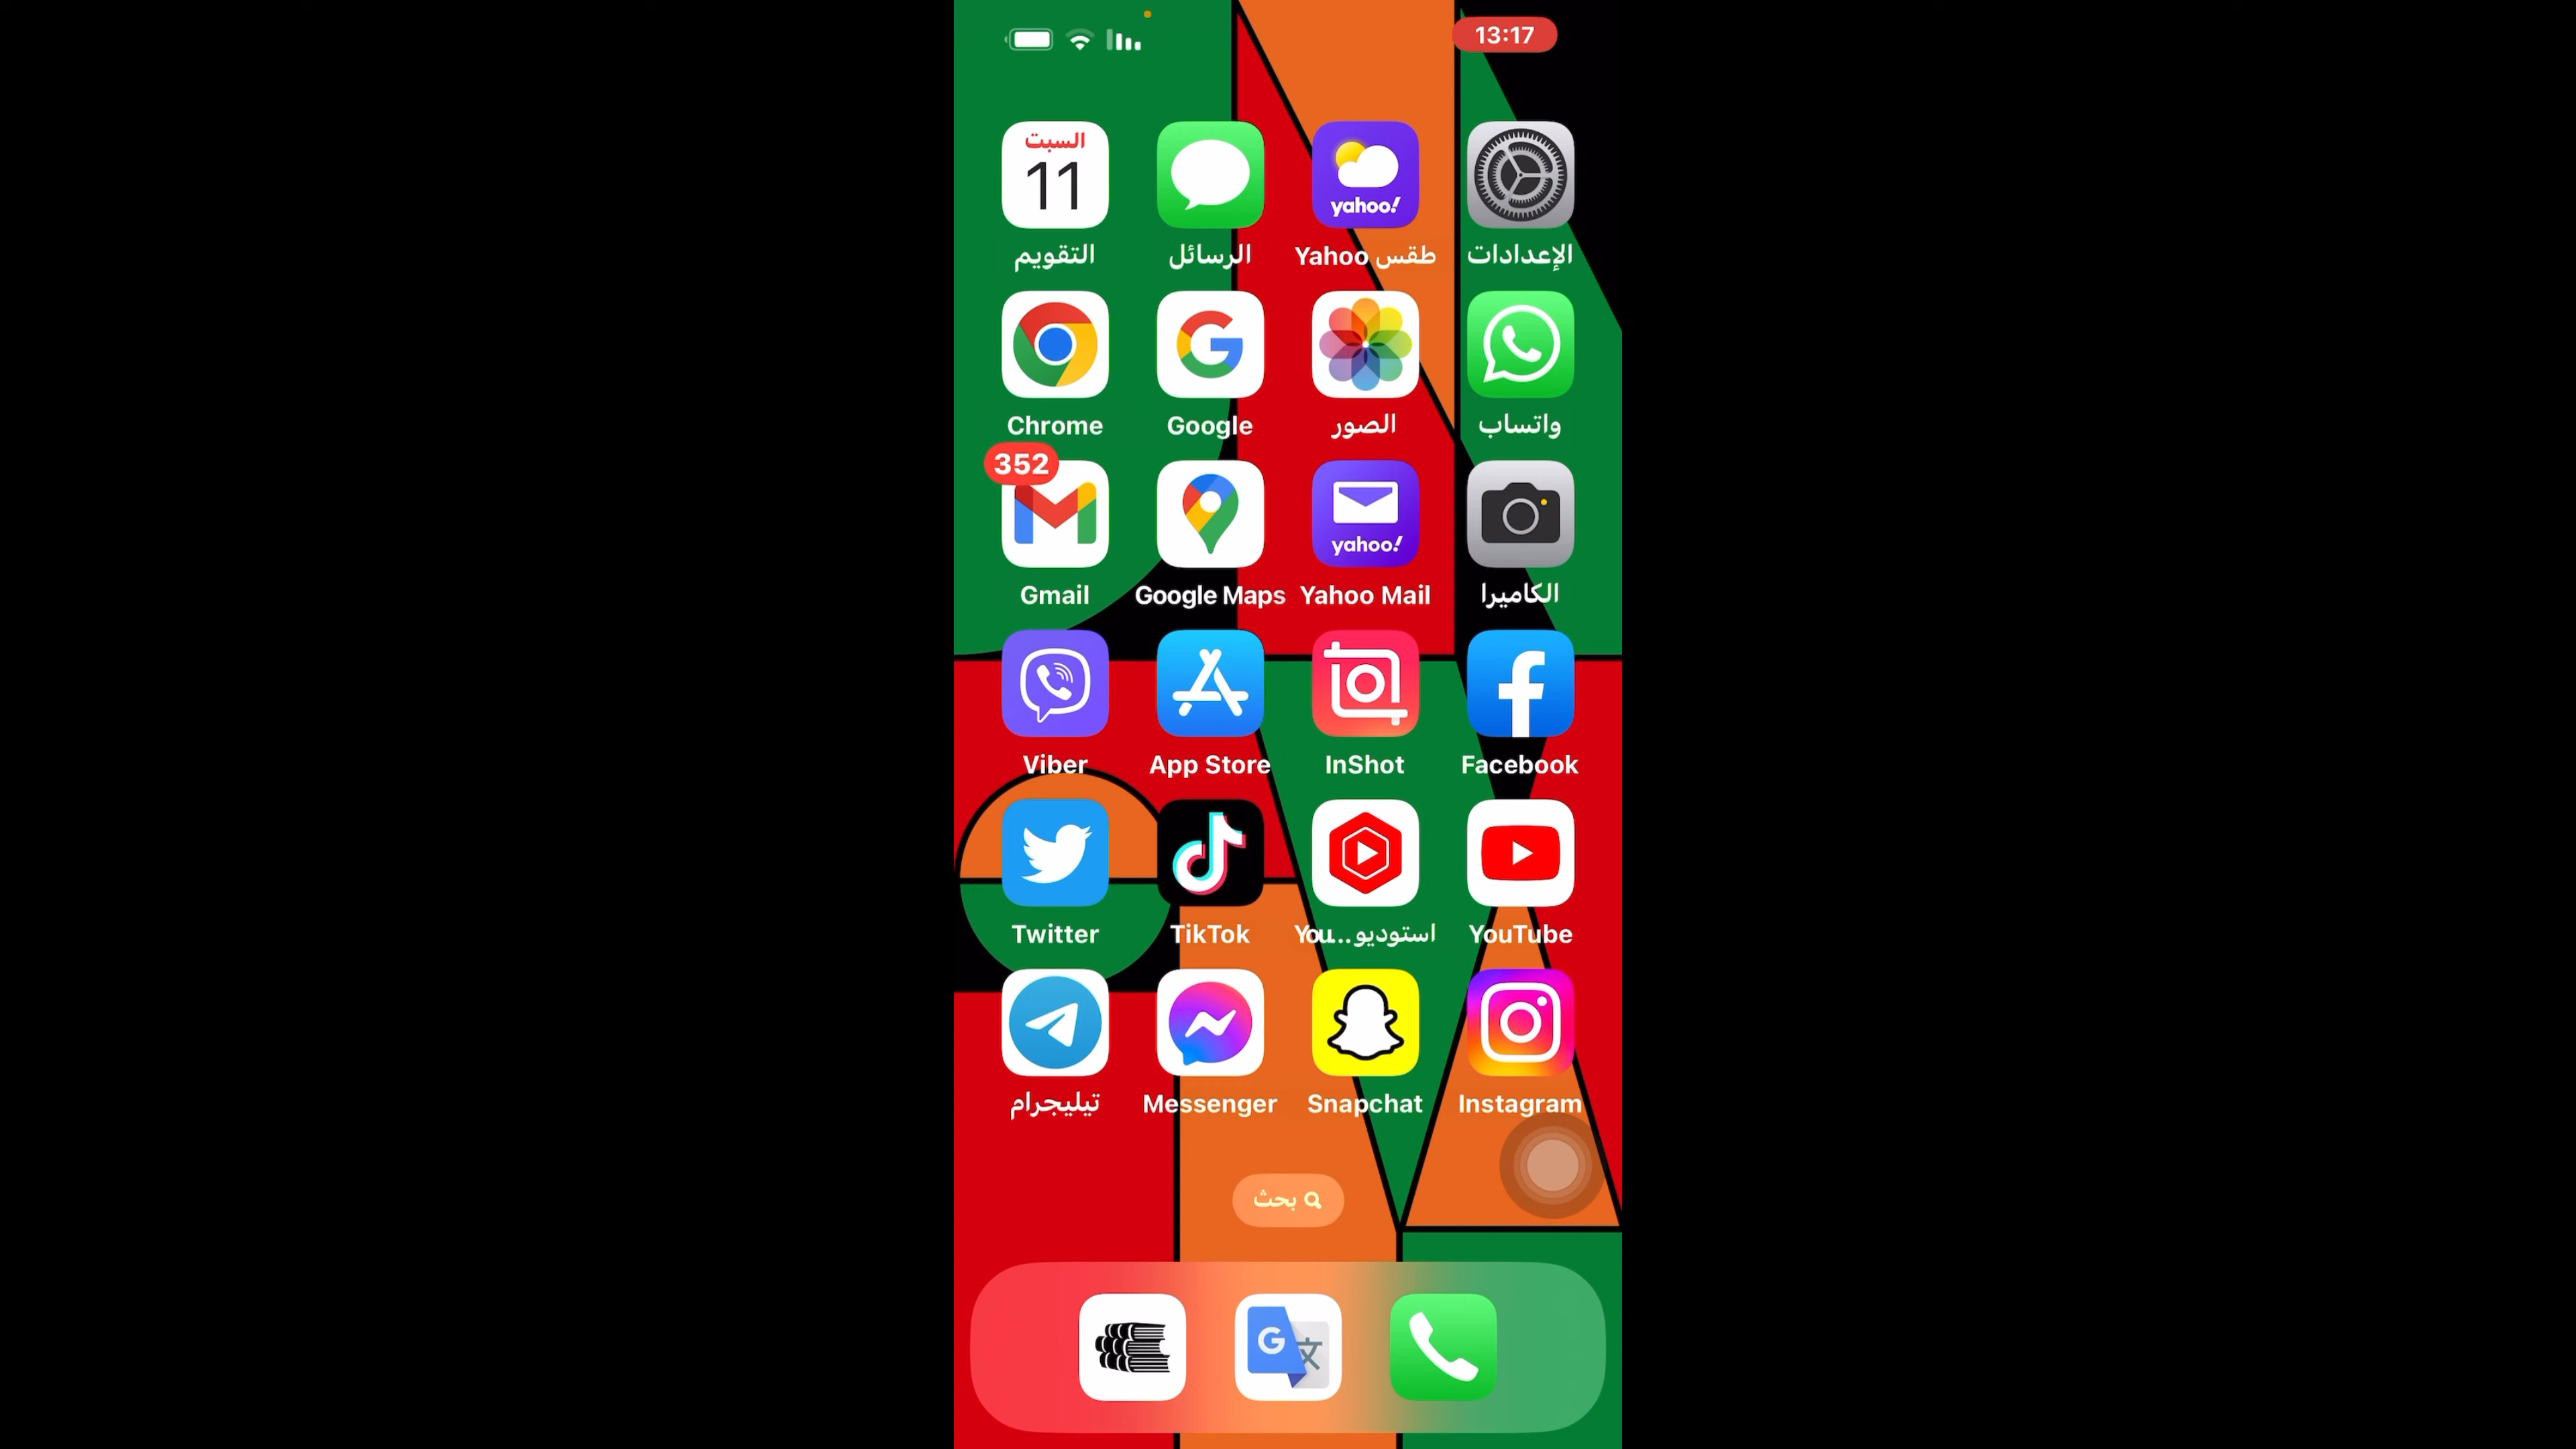 13:17
السبت
11
yahoo!
الإعدادات
طقس Yahoo
الرسائل
التقويم
واتساب
الصور
Google
Chrome
352
yahoo!
الكاميرا
Yahoo Mail
Google Maps
Gmail
Facebook
InShot
App Store
Viber
YouTube
استوديو You...
TikTok
Twitter
Instagram
Snapchat
Messenger
تيليجرام
بحث
G 文